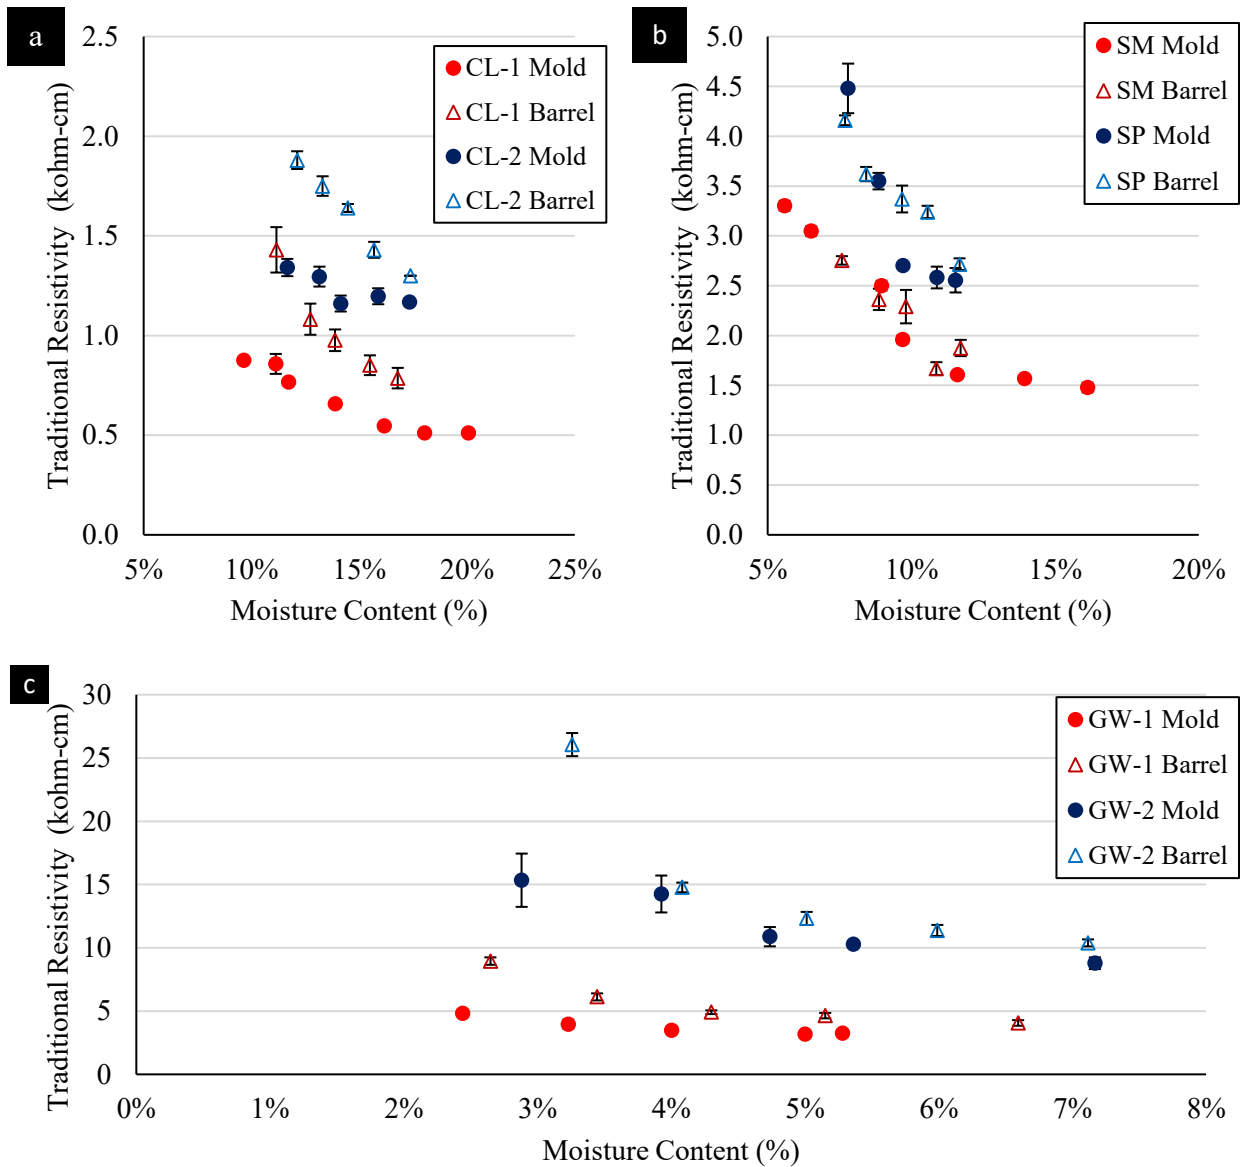 a
2.5
2.0
1.5
1.0
0.5
0.0
5%
10%
15%
20%
25%
Traditional Resistivity (kohm-cm)
Moisture Content (%)
CL-1 Mold
CL-1 Barrel
CL-2 Mold
CL-2 Barrel
b
5.0
4.5
4.0
3.5
3.0
2.5
2.0
1.5
1.0
0.5
0.0
5%
10%
15%
20%
Traditional Resistivity (kohm-cm)
Moisture Content (%)
SM Mold
SM Barrel
SP Mold
SP Barrel
c
30
25
20
15
10
5
0
0%
1%
2%
3%
4%
5%
6%
7%
8%
Traditional Resistivity (kohm-cm)
Moisture Content (%)
GW-1 Mold
GW-1 Barrel
GW-2 Mold
GW-2 Barrel